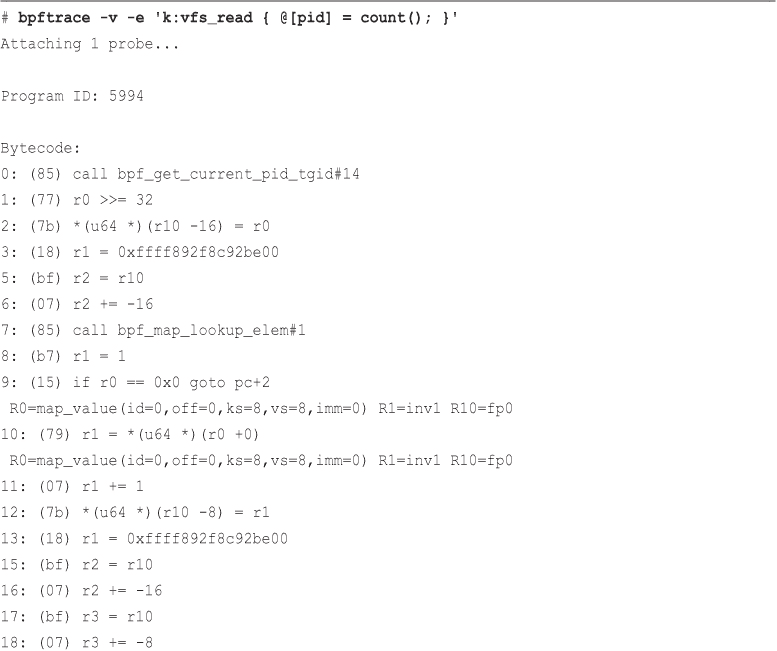 # bpftrace -v -e 'k:vfs_read { @[pid] = count(); }'
Attaching 1 probe...
Program ID: 5994
Bytecode:
0: (85) call bpf_get_current_pid_tgid#14
1: (77) r0 >>= 32
2: (7b) *(u64 *)(r10 -16) = r0
3: (18) r1 = 0xffff892f8c92be00
5: (bf) r2 = r10
6: (07) r2 += -16
7: (85) call bpf_map_lookup_elem#1
8: (b7) r1 = 1
9: (15) if r0 == 0x0 goto pc+2
R0=map_value(id=0,off=0,ks=8,vs=8,imm=0) R1=inv1 R10=fp0
10: (79) r1 = *(u64 *)(r0 +0)
R0=map_value(id=0,off=0,ks=8,vs=8,imm=0) R1=inv1 R10=fp0
11: (07) r1 += 1
12: (7b) *(u64 *)(r10 -8) = r1
13: (18) r1 = 0xffff892f8c92be00
15: (bf) r2 = r10
16: (07) r2 += -16
17: (bf) r3 = r10
18: (07) r3 += -8